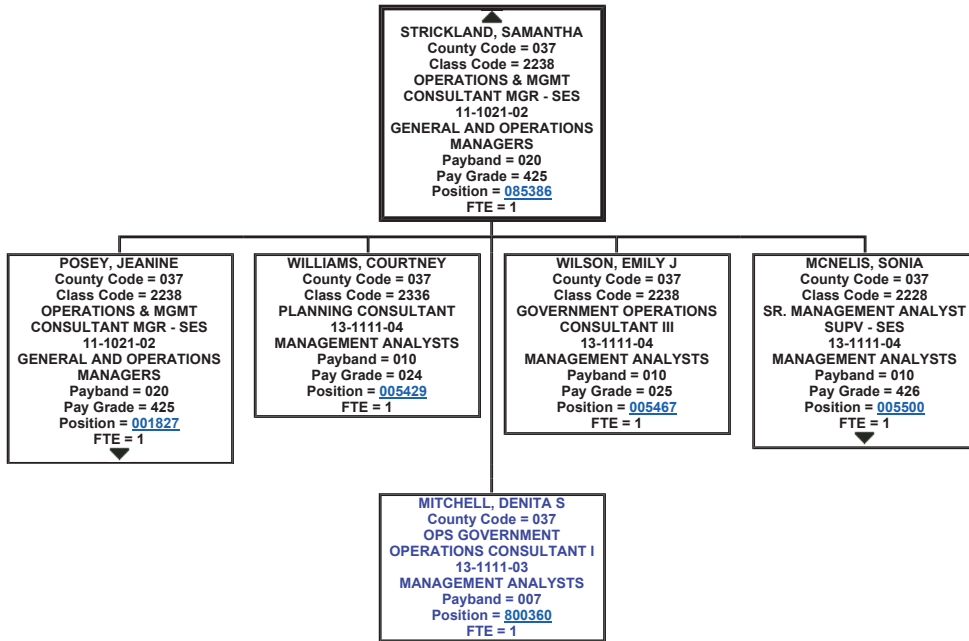 STRICKLAND, SAMANTHA
County Code = 037
Class Code = 2238
OPERATIONS & MGMT
CONSULTANT MGR - SES
11-1021-02
GENERAL AND OPERATIONS
MANAGERS
Payband = 020
Pay Grade = 425
Position = 085386
FTE = 1
POSEY, JEANINE
County Code = 037
Class Code = 2238
OPERATIONS & MGMT
CONSULTANT MGR - SES
11-1021-02
GENERAL AND OPERATIONS
MANAGERS
Payband = 020
Pay Grade = 425
Position = 001827
FTE = 1
WILLIAMS, COURTNEY
County Code = 037
Class Code = 2336
PLANNING CONSULTANT
13-1111-04
MANAGEMENT ANALYSTS
Payband = 010
Pay Grade = 024
Position = 005429
FTE = 1
WILSON, EMILY J
County Code = 037
Class Code = 2238
GOVERNMENT OPERATIONS
CONSULTANT III
13-1111-04
MANAGEMENT ANALYSTS
Payband = 010
Pay Grade = 025
Position = 005467
FTE = 1
MCNELIS, SONIA
County Code = 037
Class Code = 2228
SR. MANAGEMENT ANALYST
SUPV - SES
13-1111-04
MANAGEMENT ANALYSTS
Payband = 010
Pay Grade = 426
Position = 005500
FTE = 1
MITCHELL, DENITA S
County Code = 037
OPS GOVERNMENT
OPERATIONS CONSULTANT I
13-1111-03
MANAGEMENT ANALYSTS
Payband = 007
Position = 800360
FTE = 1